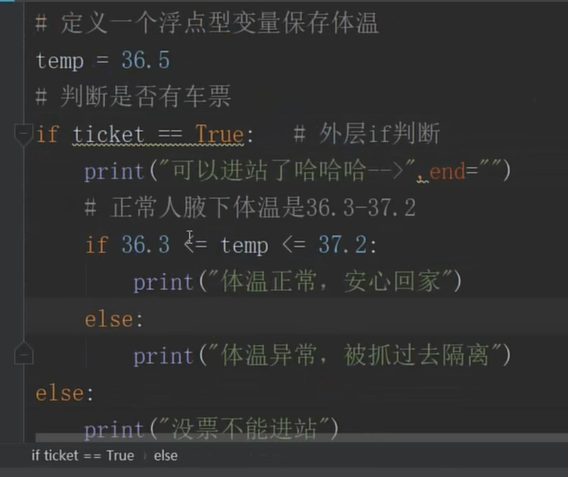 # 定义一个浮点型变量保存体温
temp = 36.5
# 判断是否有车票
if ticket == True:   # 外层if判断
    print("可以进站了哈哈哈-->",end="")
    # 正常人腋下体温是36.3-37.2
    if 36.3 <= temp <= 37.2:
        print("体温正常，安心回家")
    else:
        print("体温异常，被抓过去隔离")
else:
    print("没票不能进站")
if ticket == True › else